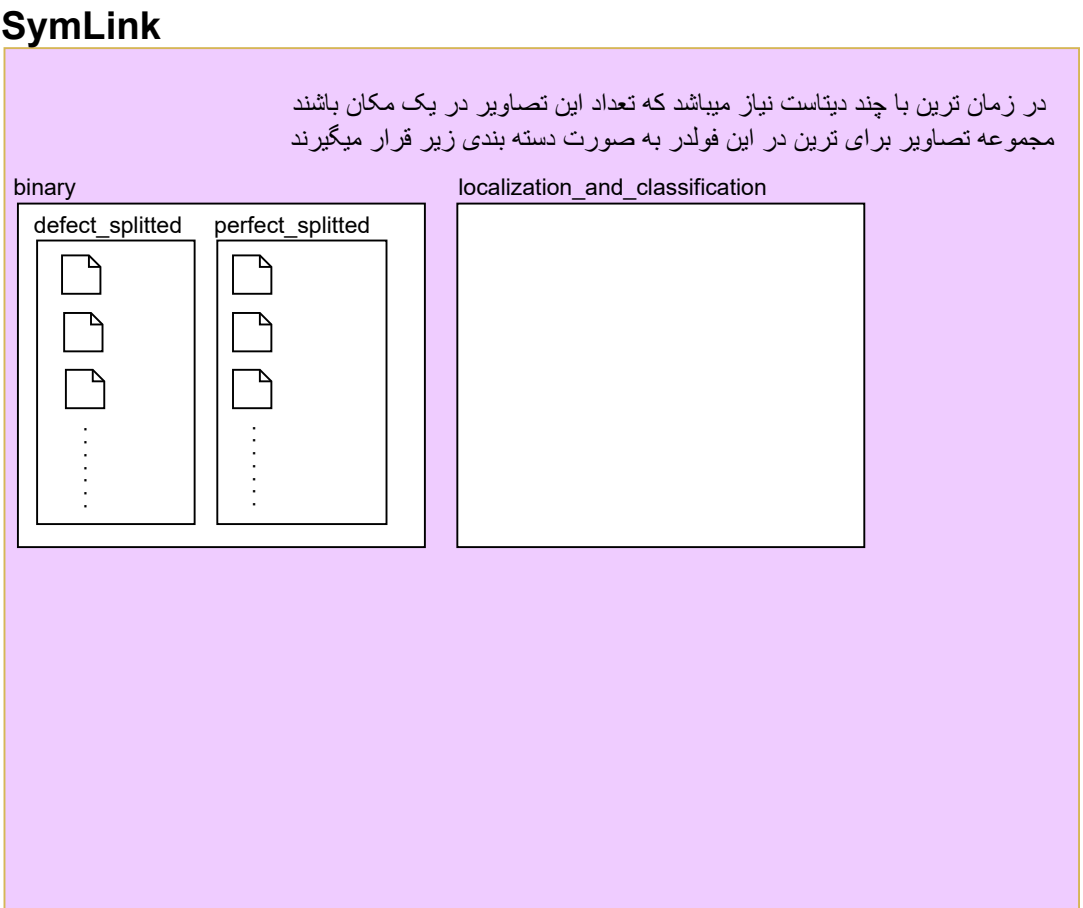 SymLink
در زمان ترین با چند دیتاست نیاز میباشد که تعداد این تصاویر در یک مکان باشند
مجموعه تصاویر برای ترین در این فولدر به صورت دسته بندی زیر قرار میگیرند
binary
localization_and_classification
defect_splitted
perfect_splitted